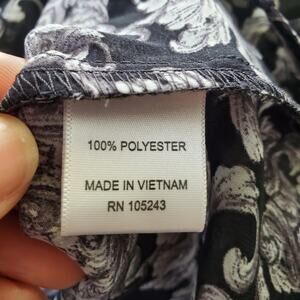 100% POLYESTER
MADE IN VIETNAM
RN 105243